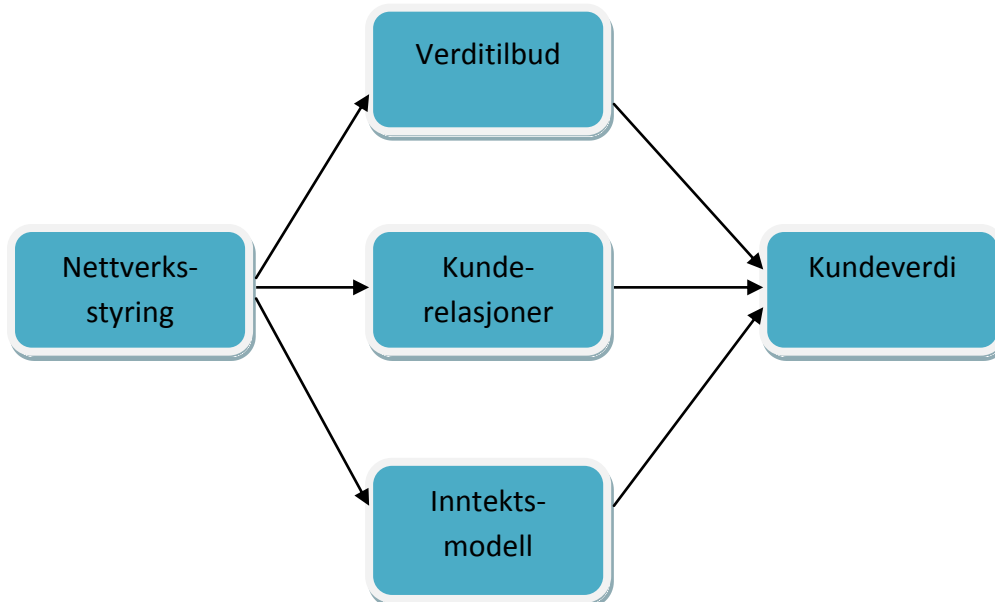 Verditilbud
Nettverks-
styring
Kunde-
relasjoner
Kundeverdi
Inntekts-
modell